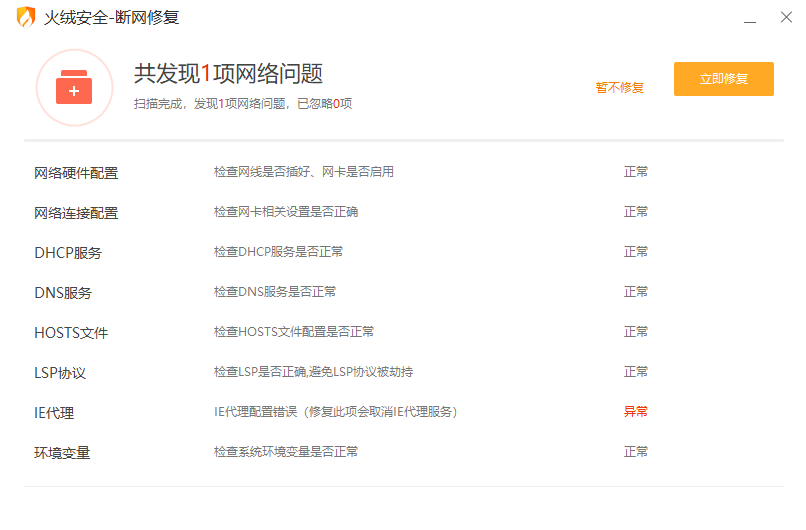 火绒安全-断网修复
共发现1项网络问题
扫描完成，发现1项网络问题，已忽略0项
暂不修复
立即修复
网络硬件配置 检查网线是否插好、网卡是否启用 正常
网络连接配置 检查网卡相关设置是否正确 正常
DHCP服务 检查DHCP服务是否正常 正常
DNS服务 检查DNS服务是否正常 正常
HOSTS文件 检查HOSTS文件配置是否正常 正常
LSP协议 检查LSP是否正确,避免LSP协议被劫持 正常
IE代理 IE代理配置错误（修复此项会取消IE代理服务） 异常
环境变量 检查系统环境变量是否正常 正常